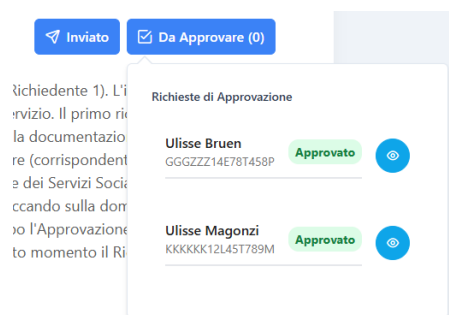 Inviato
Da Approvare (0)
Richiedente 1). L'i
ervizio. Il primo ri
la documentazio
re (corrispondent
e dei Servizi Socia
ccando sulla dom
oo l'Approvazione
to momento il Ri
Richieste di Approvazione
Ulisse Bruen
Approvato
GGGZZZ14E78T458P
Ulisse Magonzi
Approvato
KKKKKK12L45T789M